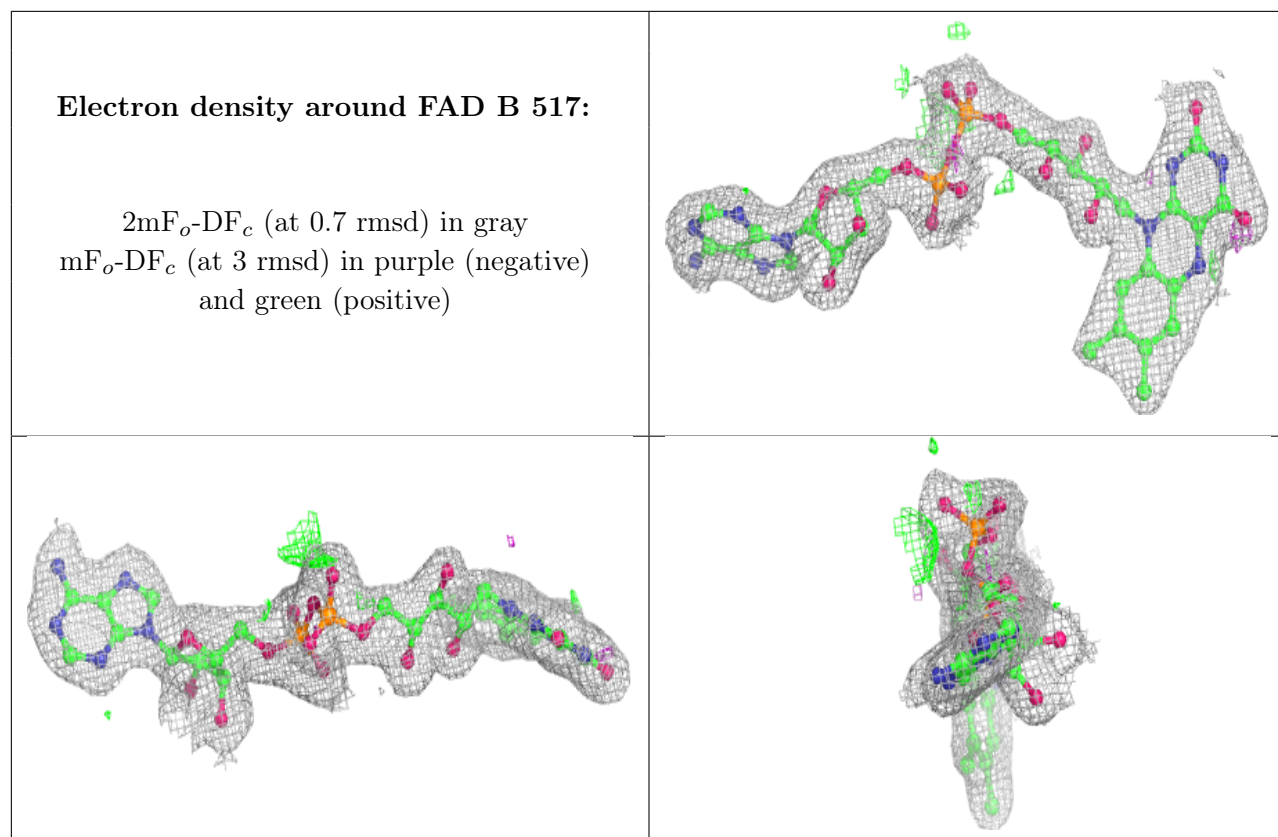 Electron density around FAD B 517:
2mFo-DFc (at 0.7 rmsd) in gray
mFo-DFc (at 3 rmsd) in purple (negative)
and green (positive)